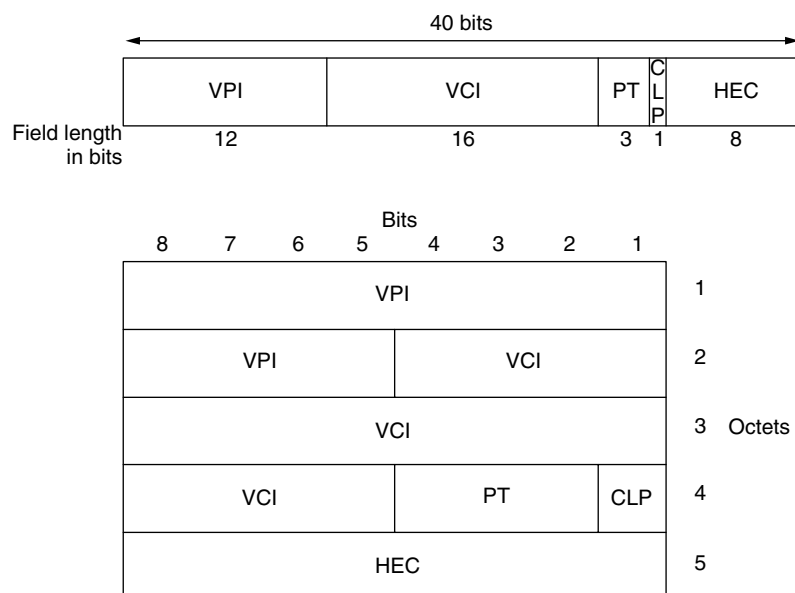 40 bits
VPI VCI PT CLP HEC
Field length in bits 12 16 3 1 8
Bits
8 7 6 5 4 3 2 1
VPI 1
VPI VCI 2
VCI 3 Octets
VCI PT CLP 4
HEC 5